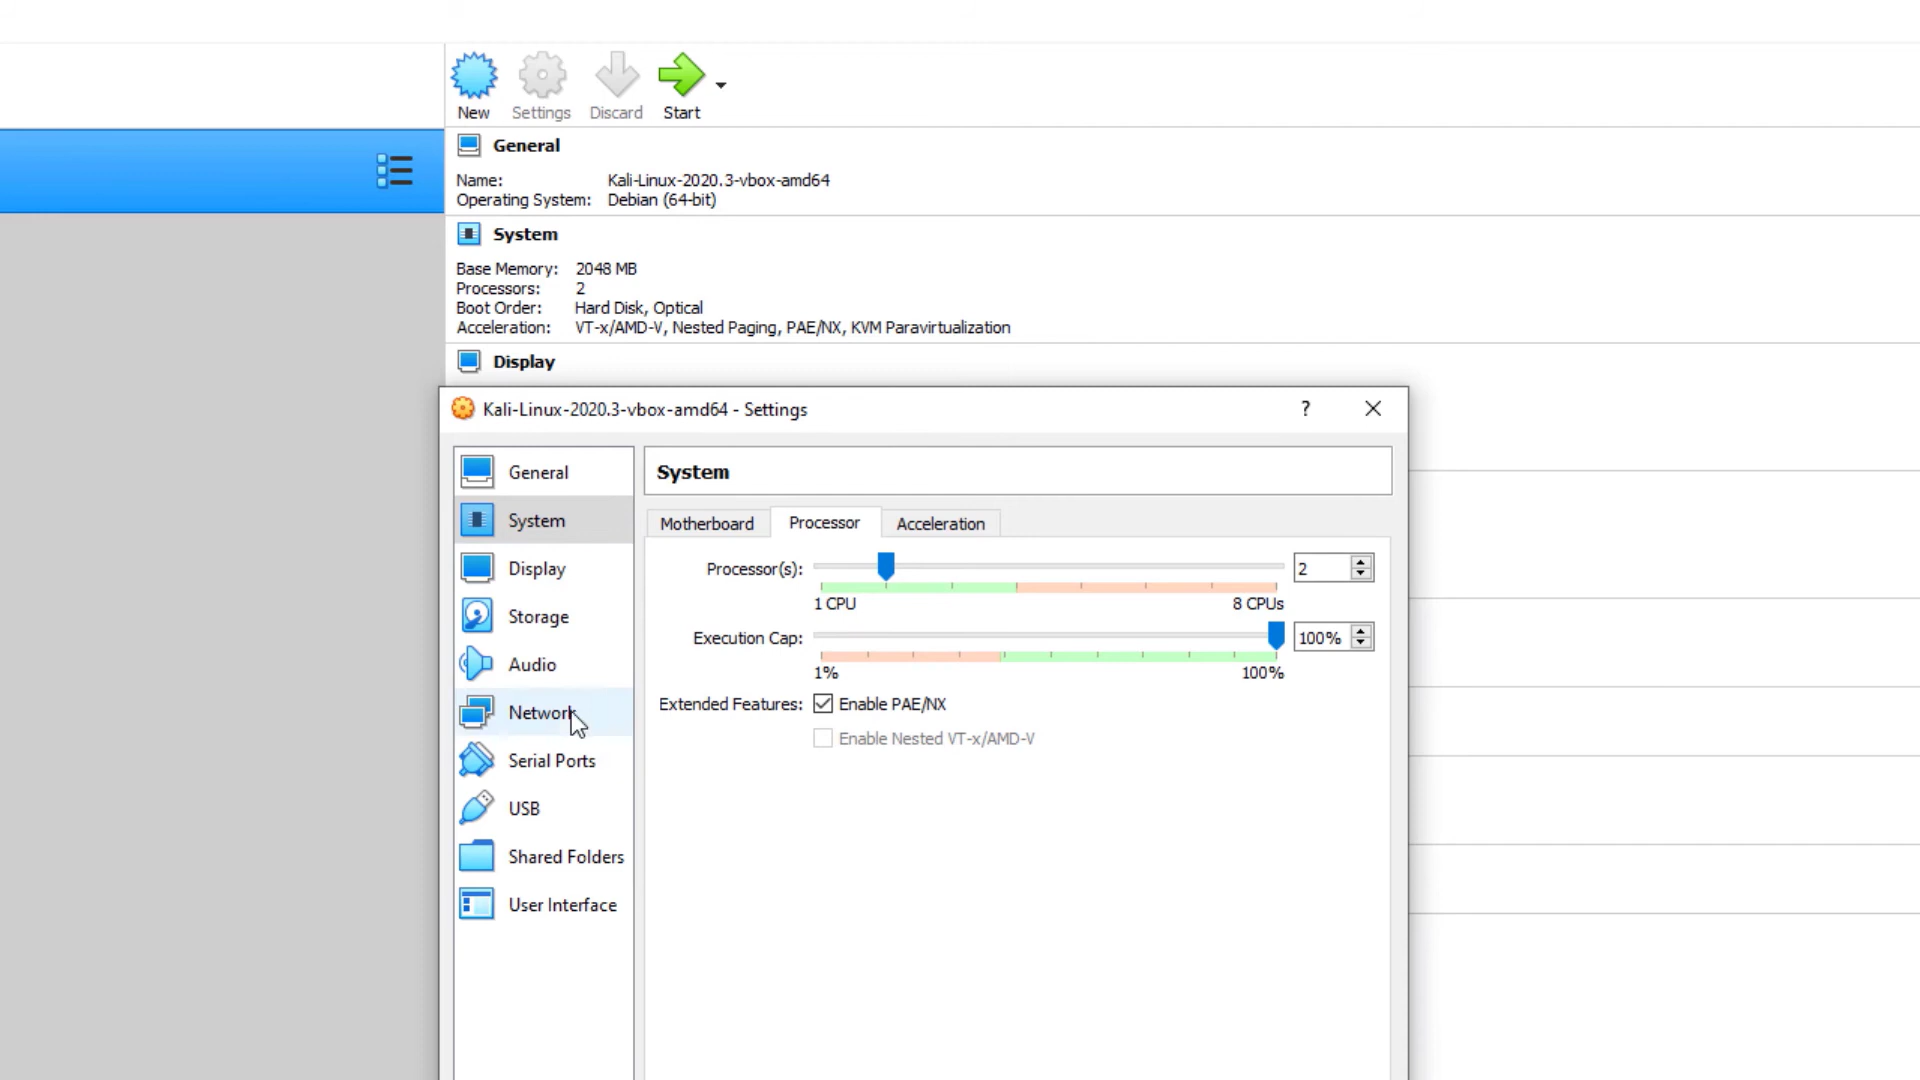 New Settings Discard Start
General
Name: Kali-Linux-2020.3-vbox-amd64
Operating System: Debian (64-bit)
System
Base Memory: 2048 MB
Processors: 2
Boot Order: Hard Disk, Optical
Acceleration: VT-x/AMD-V, Nested Paging, PAE/NX, KVM Paravirtualization
Display
Kali-Linux-2020.3-vbox-amd64 - Settings ?
General
System
Display
Storage
Audio
Network
Serial Ports
USB
Shared Folders
User Interface
System
Motherboard Processor Acceleration
Processor(s): 2
1 CPU 8 CPUs
Execution Cap: 100%
1% 100%
Extended Features: Enable PAE/NX
Enable Nested VT-x/AMD-V